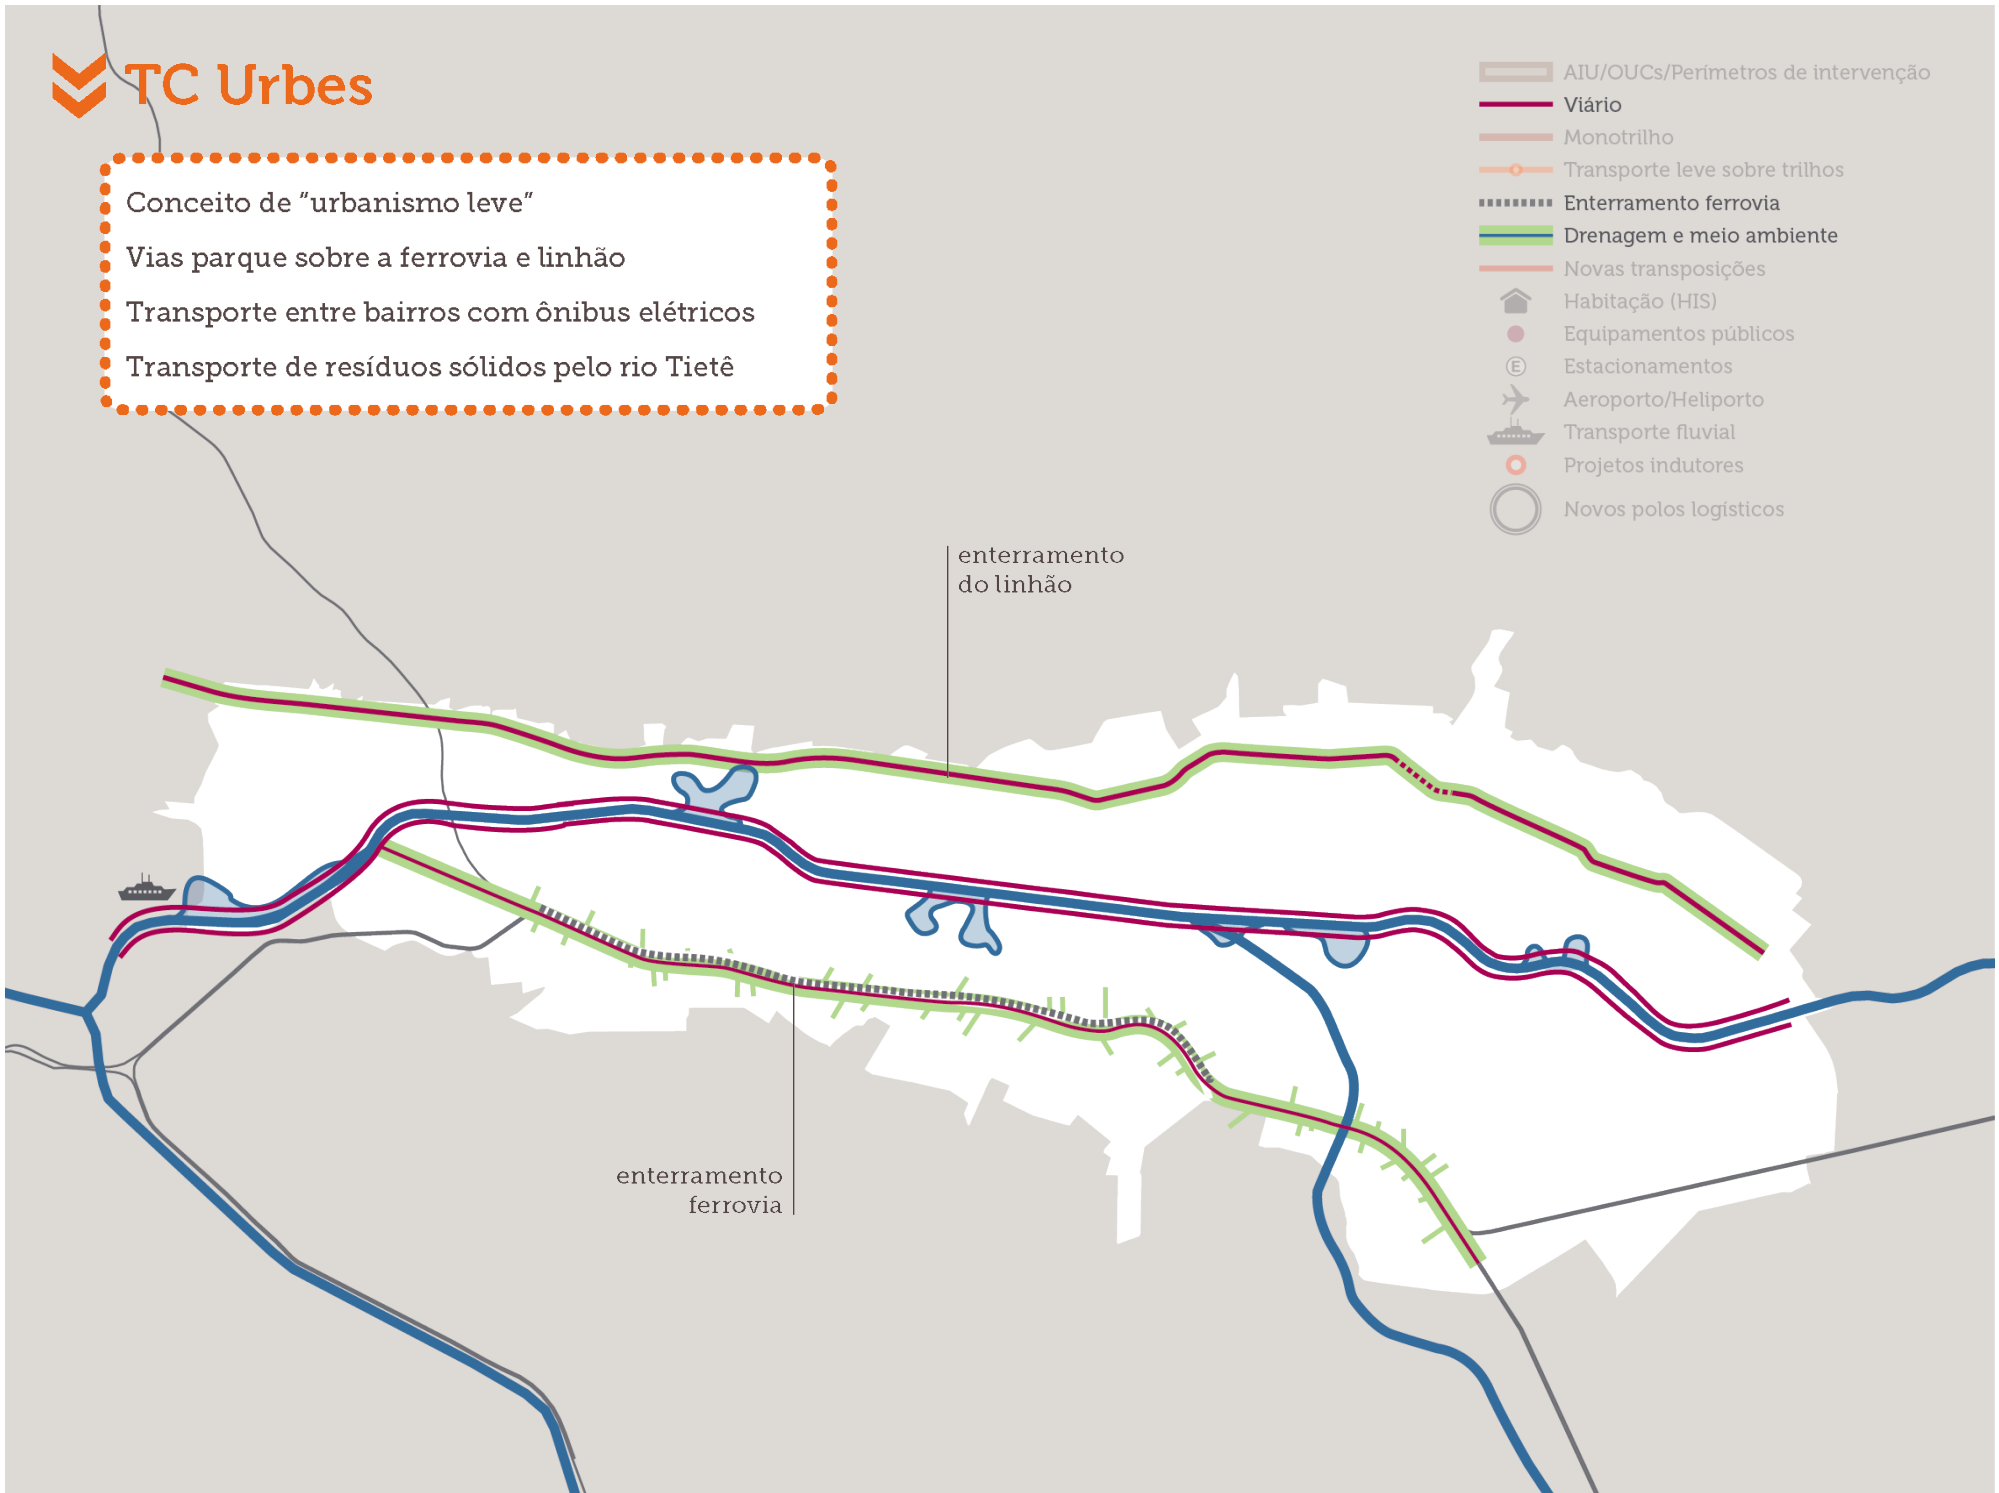 TC Urbes
Conceito de “urbanismo leve”
Vias parque sobre a ferrovia e linhão
Transporte entre bairros com ônibus elétricos
Transporte de resíduos sólidos pelo rio Tietê
AIU/OUCs/Perímetros de intervenção
Viário
Monotrilho
Transporte leve sobre trilhos
Enterramento ferrovia
Drenagem e meio ambiente
Novas transposições
Habitação (HIS)
Equipamentos públicos
E Estacionamentos
Aeroporto/Heliporto
Transporte fluvial
Projetos indutores
Novos polos logísticos
enterramento
do linhão
enterramento
ferrovia